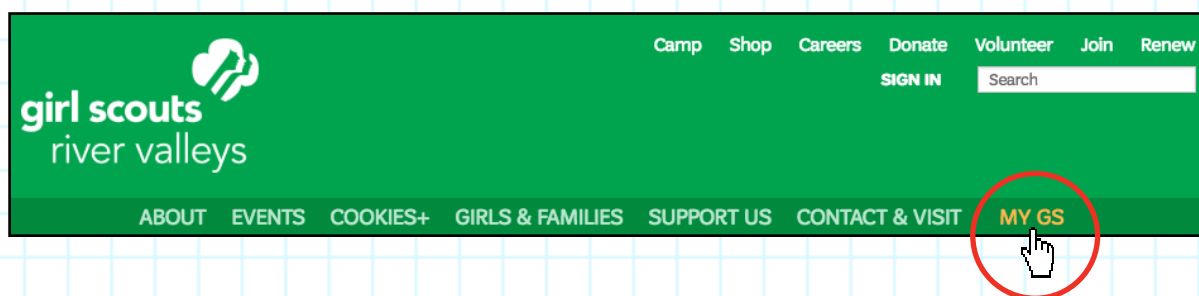 Camp Shop Careers Donate Volunteer Join Renew
SIGN IN Search
girl scouts
river valleys
ABOUT EVENTS COOKIES+ GIRLS & FAMILIES SUPPORT US CONTACT & VISIT MY GS